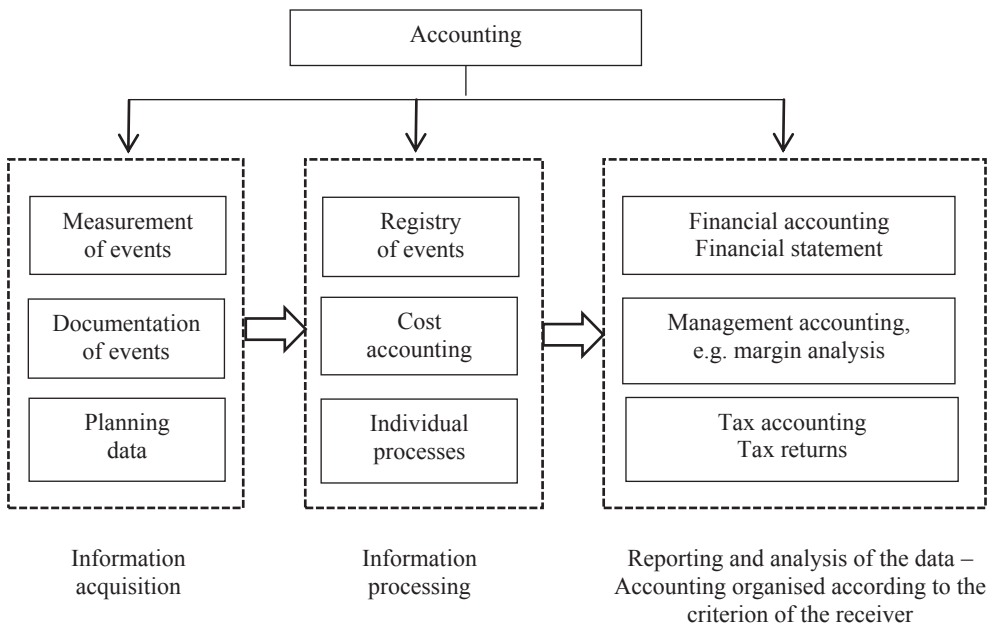 Accounting
Measurement
of events
Documentation
of events
Planning
data
Registry
of events
Cost
accounting
Individual
processes
Financial accounting
Financial statement
Management accounting,
e.g. margin analysis
Tax accounting
Tax returns
Information
acquisition
Information
processing
Reporting and analysis of the data –
Accounting organised according to the
criterion of the receiver